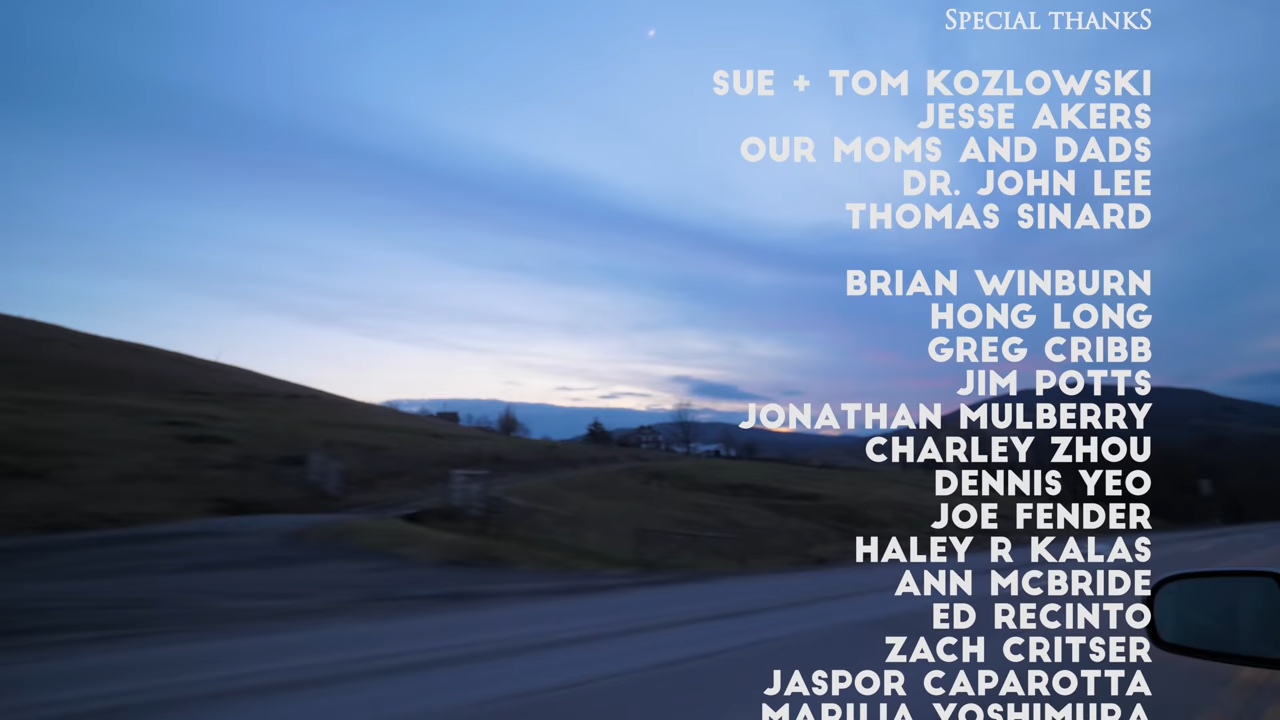 SPECIAL THANKS
SUE + TOM KOZLOWSKI
JESSE AKERS
OUR MOMS AND DADS
DR. JOHN LEE
THOMAS SINARD
BRIAN WINBURN
HONG LONG
GREG CRIBB
JIM POTTS
JONATHAN MULBERRY
CHARLEY ZHOU
DENNIS YEO
JOE FENDER
HALEY R KALAS
ANN MCBRIDE
ED RECINTO
ZACH CRITSER
JASPOR CAPAROTTA
YOSHIMURA